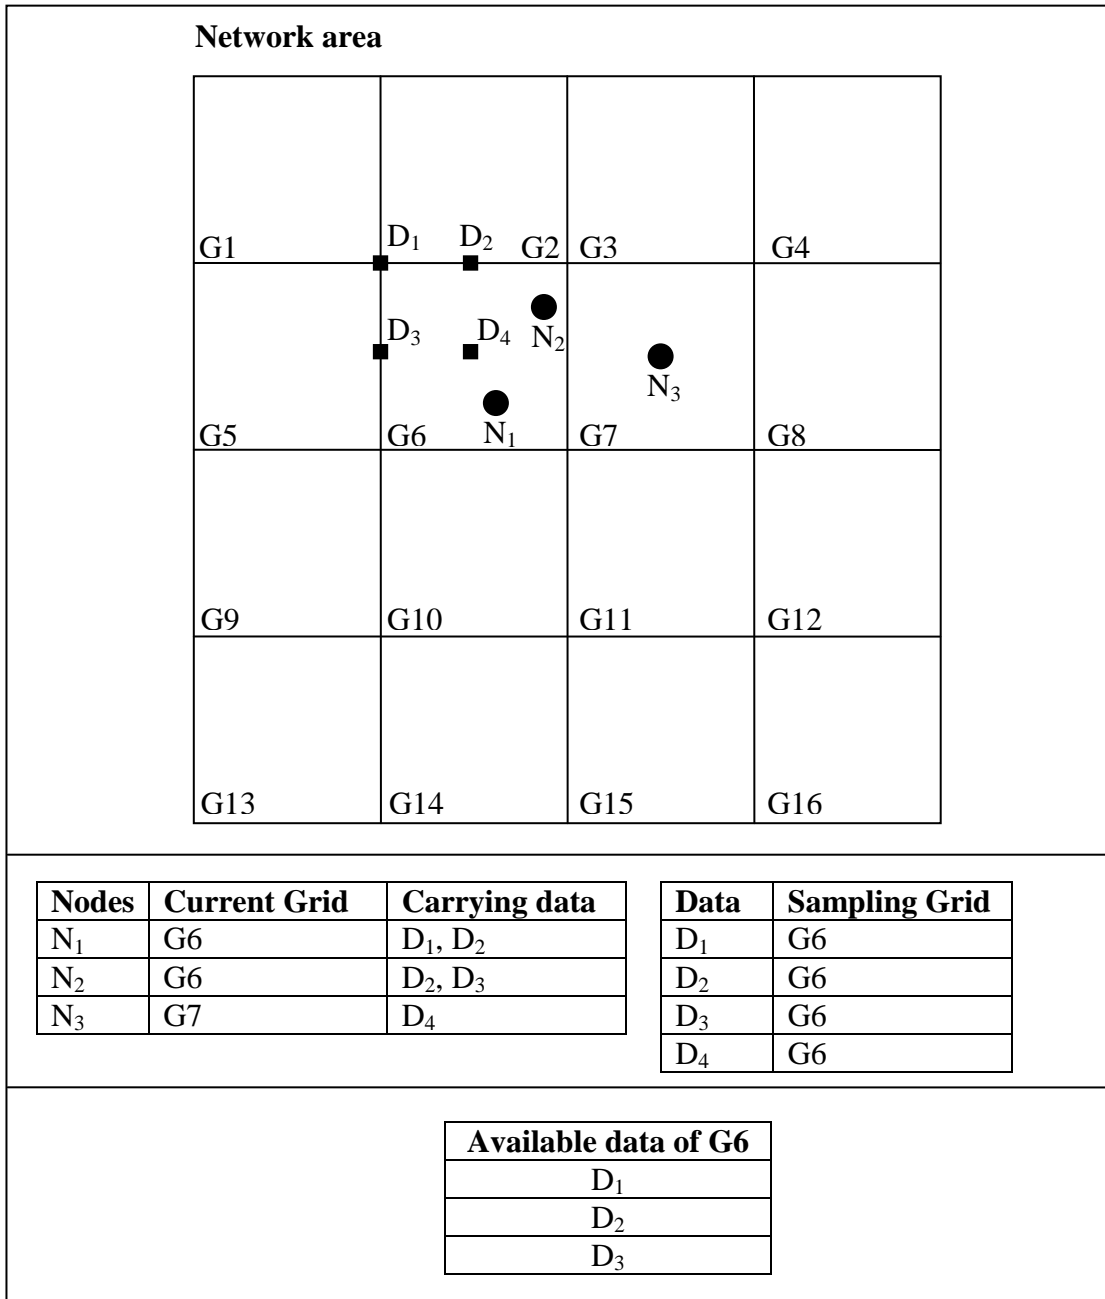 Network area
G1 D₁ D₂ G2 G3 G4
D₃ D₄ N₂ N₃
G5 G6 N₁ G7 G8
G9 G10 G11 G12
G13 G14 G15 G16
Nodes Current Grid Carrying data
N₁ G6 D₁, D₂
N₂ G6 D₂, D₃
N₃ G7 D₄
Data Sampling Grid
D₁ G6
D₂ G6
D₃ G6
D₄ G6
Available data of G6
D₁
D₂
D₃